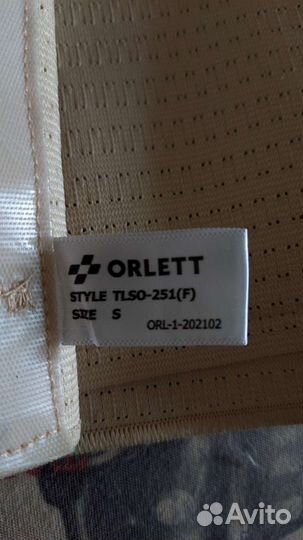 ORLETT
STYLE TLSO-251(F)
SIZE S
ORL-1-202102
Avito